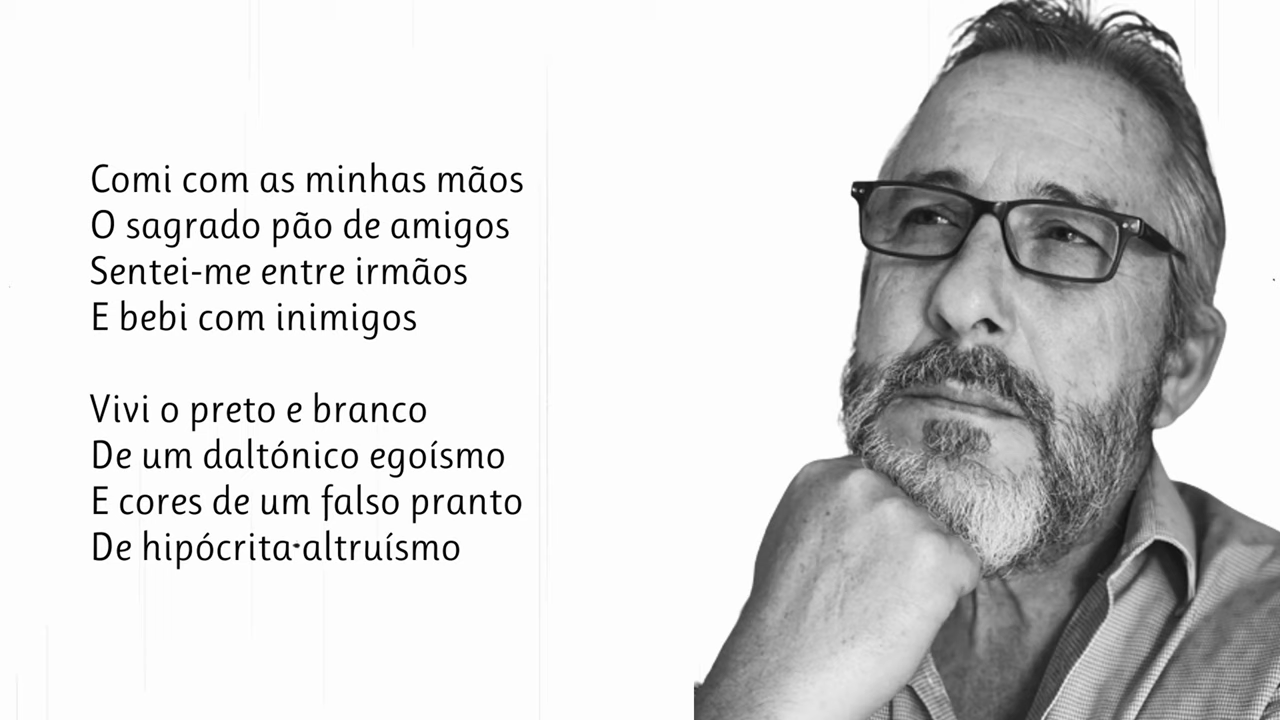 Comi com as minhas mãos
O sagrado pão de amigos
Sentei-me entre irmãos
E bebi com inimigos
Vivi o preto e branco
De um daltónico egoísmo
E cores de um falso pranto
De hipócrita altruísmo